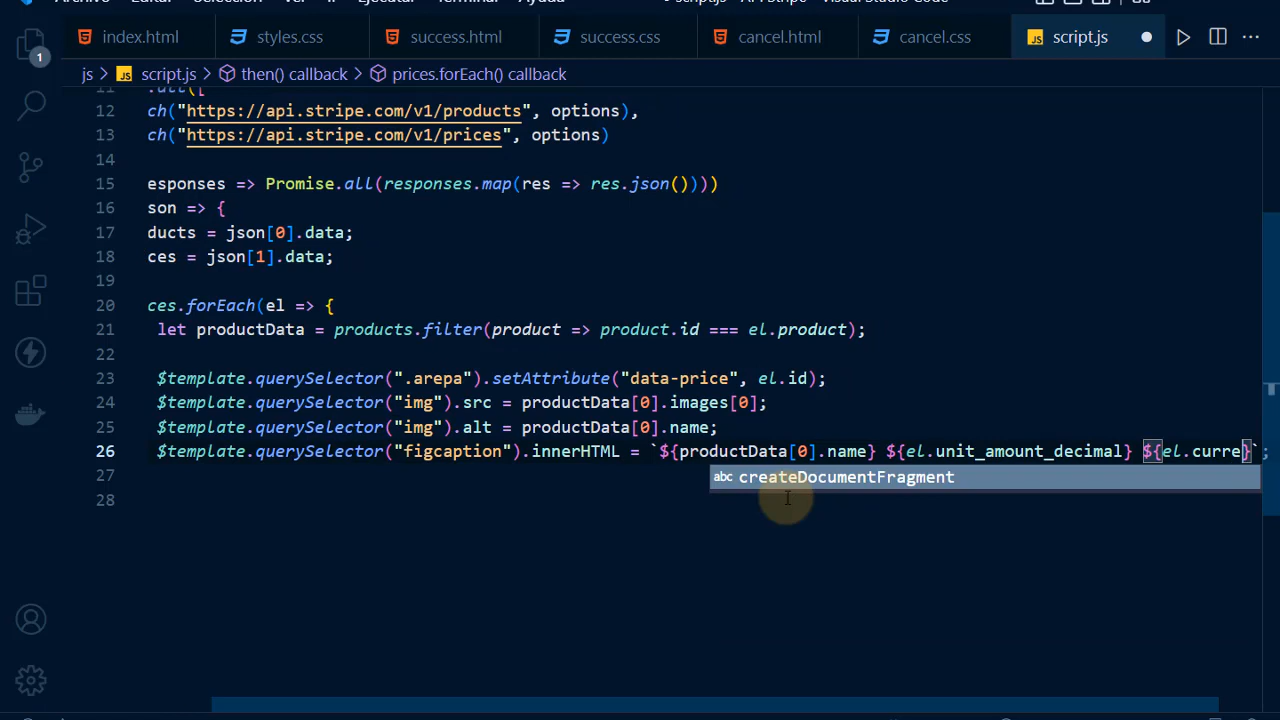 index.html
styles.css
success.html
success.css
cancel.html
cancel.css
JS script.js
js > JS script.js > then() callback > prices.forEach() callback
1
12 ch("https://api.stripe.com/v1/products", options),
13 ch("https://api.stripe.com/v1/prices", options)
14
15 esponses => Promise.all(responses.map(res => res.json())))
16 son => {
17 ducts = json[0].data;
18 ces = json[1].data;
19
20 ces.forEach(el => {
21 let productData = products.filter(product => product.id === el.product);
22
23 $template.querySelector(".arepa").setAttribute("data-price", el.id);
24 $template.querySelector("img").src = productData[0].images[0];
25 $template.querySelector("img").alt = productData[0].name;
26 $template.querySelector("figcaption").innerHTML = `${productData[0].name} ${el.unit_amount_decimal} ${el.curre}`;
abc createDocumentFragment
27
28